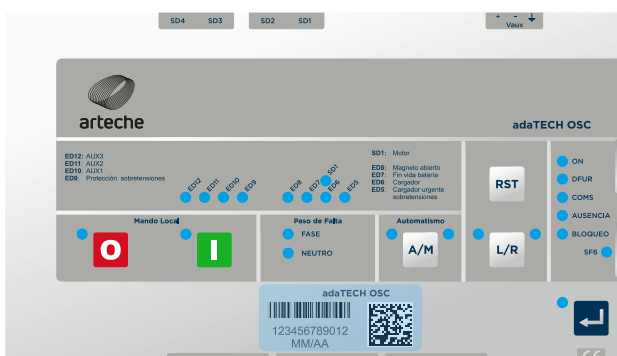 SD4 SD3 SD2 SD1 + - Vaux
arteche
adaTECH OSC
ED12: AUX3
ED11: AUX2
ED10: AUX1
ED9: Protección sobretensiones
ED12 ED11 ED10 ED9
ED8 ED7 SD1 ED6 ED5
SD1: Motor
ED8: Magneto abierto
ED7: Fin vida batería
ED6: Cargador
ED5: Cargador urgente
sobretensiones
RST
ON
DFUR
COMS
AUSENCIA
BLOQUEO
SF6
Mando Local
O I
Paso de Falta
FASE
NEUTRO
Automatismo
A/M
L/R
adaTECH OSC
123456789012
MM/AA
CE